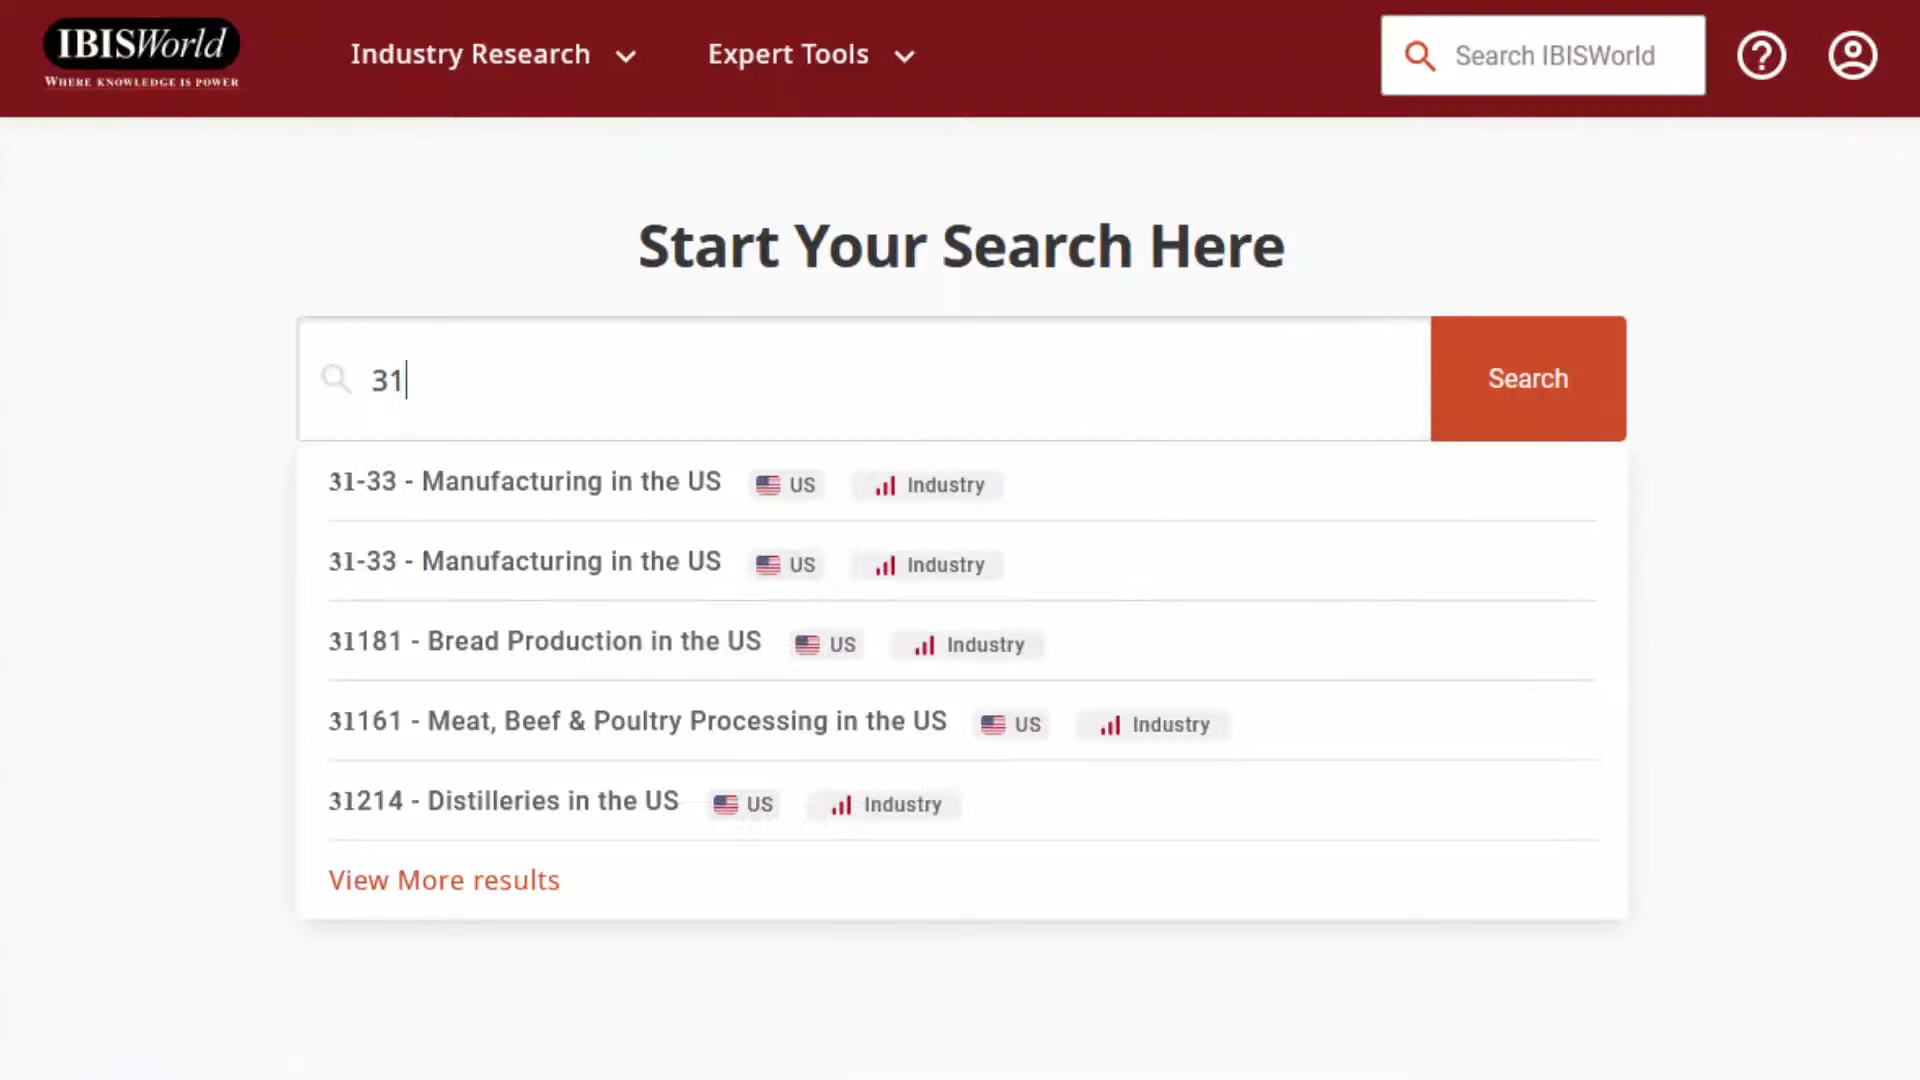 IBISWorld
WHERE KNOWLEDGE IS POWER
Industry Research
Expert Tools
Search IBISWorld
Start Your Search Here
31
Search
31-33 - Manufacturing in the US US Industry
31-33 - Manufacturing in the US US Industry
31181 - Bread Production in the US US Industry
31161 - Meat, Beef & Poultry Processing in the US US Industry
31214 - Distilleries in the US US Industry
View More results